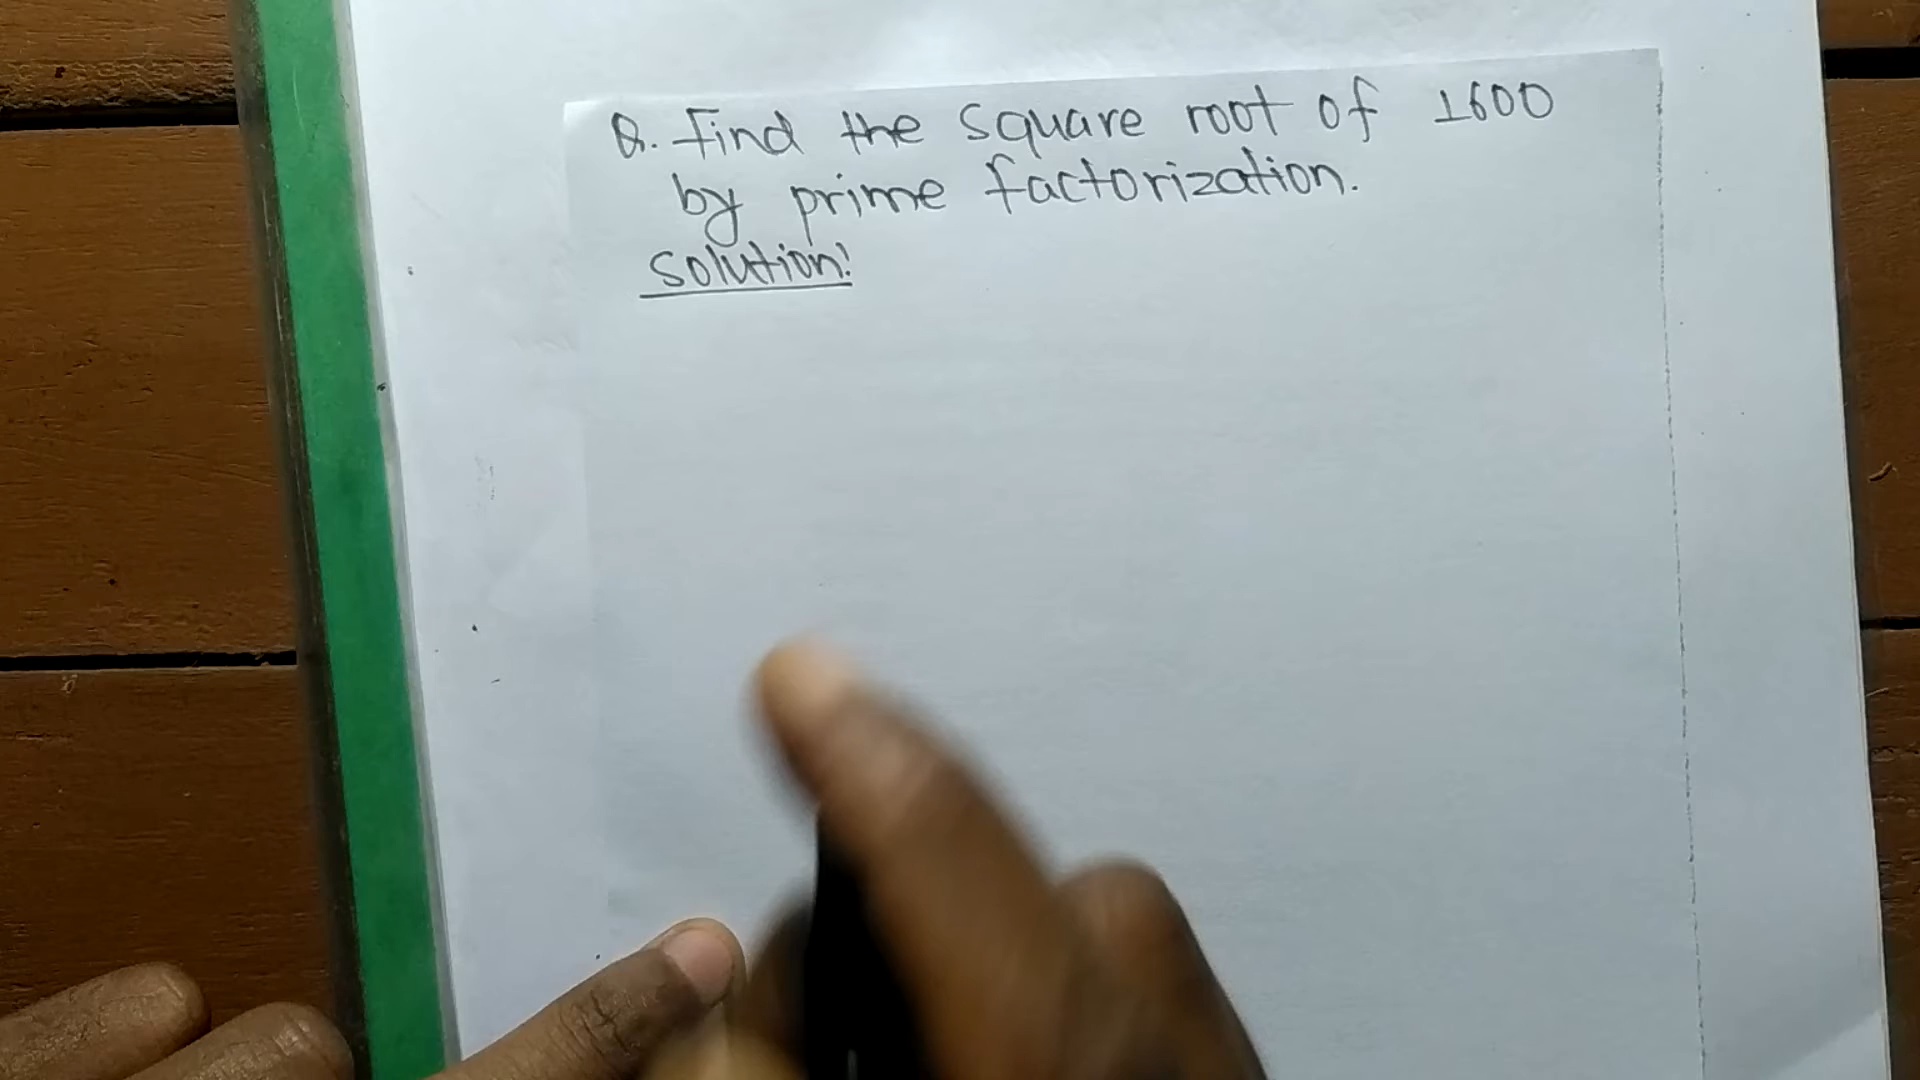 Q. Find the square root of 1600
by prime factorization.
Solution!